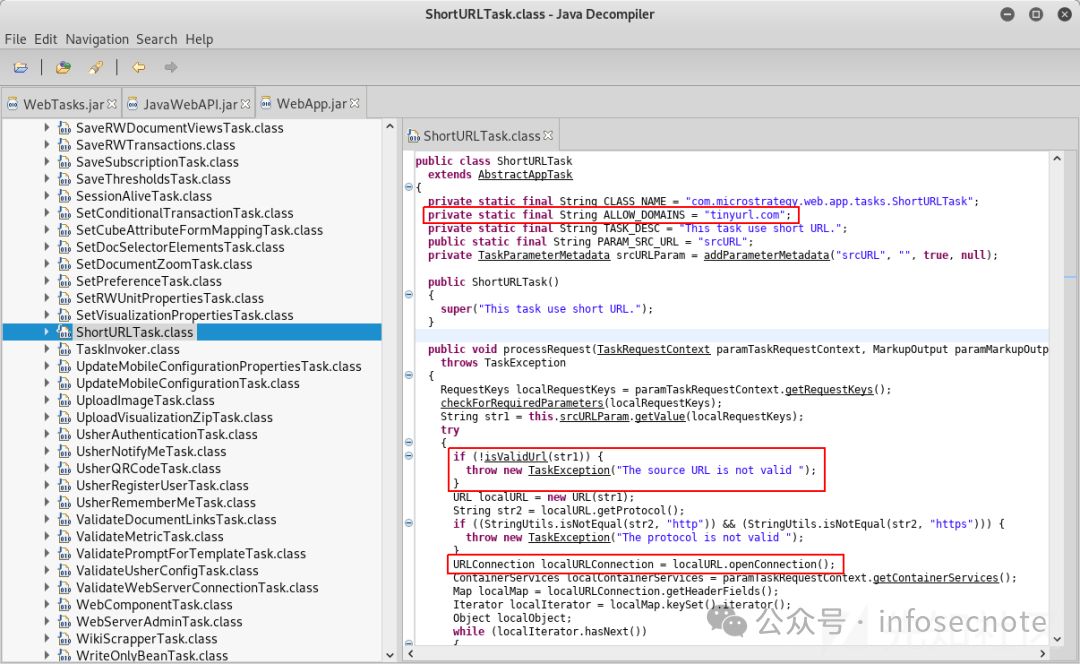 ShortURLTask.class - Java Decompiler
File Edit Navigation Search Help
WebTasks.jar
JavaWebAPI.jar
WebApp.jar
SaveRWDocumentViewsTask.class
SaveRWTransactions.class
SaveSubscriptionTask.class
SaveThresholdsTask.class
SessionAliveTask.class
SetConditionalTransactionTask.class
SetCubeAttributeFormMappingTask.class
SetDocSelectorElementsTask.class
SetDocumentZoomTask.class
SetPreferenceTask.class
SetRWUnitPropertiesTask.class
SetVisualizationPropertiesTask.class
ShortURLTask.class
TaskInvoker.class
UpdateMobileConfigurationPropertiesTask.class
UpdateMobileConfigurationTask.class
UploadImageTask.class
UploadVisualizationZipTask.class
UsherAuthenticationTask.class
UsherNotifyMeTask.class
UsherQRCodeTask.class
UsherRegisterUserTask.class
UsherRememberMeTask.class
ValidateDocumentLinksTask.class
ValidateMetricTask.class
ValidatePromptForTemplateTask.class
ValidateUsherConfigTask.class
ValidateWebServerConnectionTask.class
WebComponentTask.class
WebServerAdminTask.class
WikiScrapperTask.class
WriteOnlyBeanTask.class
ShortURLTask.class
public class ShortURLTask
extends AbstractAppTask
{
private static final String CLASS_NAME = "com.microstrategy.web.app.tasks.ShortURLTask";
private static final String ALLOW_DOMAINS = "tinyurl.com";
private static final String TASK_DESC = "This task use short URL.";
public static final String PARAM_SRC_URL = "srcURL";
private TaskParameterMetadata srcURLParam = addParameterMetadata("srcURL", "", true, null);
public ShortURLTask()
{
super("This task use short URL.");
}
public void processRequest(TaskRequestContext paramTaskRequestContext, MarkupOutput paramMarkupOutp
throws TaskException
{
RequestKeys localRequestKeys = paramTaskRequestContext.getRequestKeys();
checkForRequiredParameters(localRequestKeys);
String str1 = this.srcURLParam.getValue(localRequestKeys);
try
{
if (!isValidUrl(str1)) {
throw new TaskException("The source URL is not valid ");
}
URL localURL = new URL(str1);
String str2 = localURL.getProtocol();
if ((StringUtils.isNotEqual(str2, "http")) && (StringUtils.isNotEqual(str2, "https"))) {
throw new TaskException("The protocol is not valid ");
}
URLConnection localURLConnection = localURL.openConnection();
ContainerServices localContainerServices = paramTaskRequestContext.getContainerServices();
Map localMap = localURLConnection.getHeaderFields();
Iterator localIterator = localMap.keySet().iterator();
Object localObject;
while (localIterator.hasNext())
{
公众号 · infosecnote